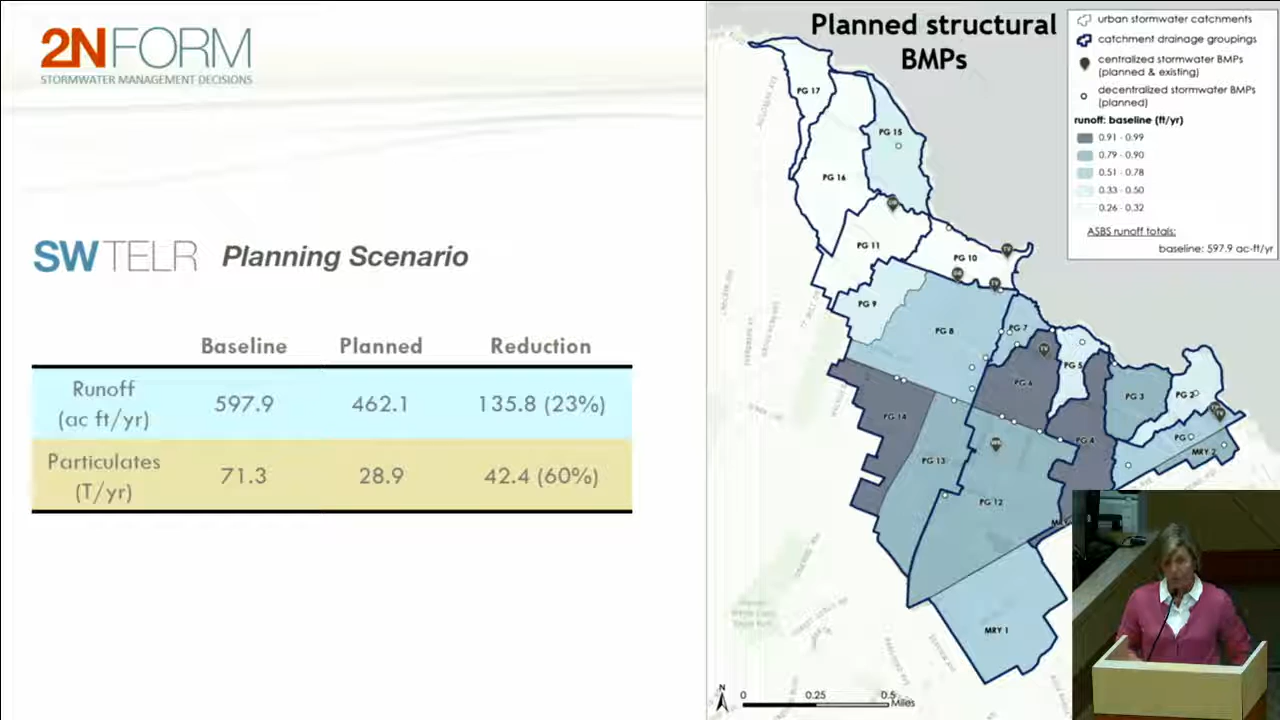 2NFORM
STORMWATER MANAGEMENT DECISIONS
SWTELR Planning Scenario
Baseline Planned Reduction
Runoff
(ac ft/yr)
597.9 462.1 135.8 (23%)
Particulates
(T/yr)
71.3 28.9 42.4 (60%)
Planned structural
BMPs
urban stormwater catchments
catchment drainage groupings
centralized stormwater BMPs
(planned & existing)
decentralized stormwater BMPs
(planned)
runoff: baseline (ft/yr)
0.91 - 0.99
0.79 - 0.90
0.51 - 0.78
0.33 - 0.50
0.26 - 0.32
ASBS runoff totals:
baseline: 597.9 ac-ft/yr
PG 17
PG 15
PG 16
PG 11
PG 10
PG 9
PG 8
PG 7
PG 5
PG 6
PG 3
PG 2
PG 14
PG 4
PG
MRY 2
PG 13
PG 12
MRY 1
N
0 0.25 0.5
Miles